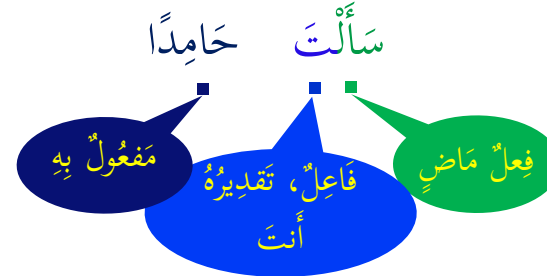 سَأَلْتَ حَامِدًا
فِعلٌ مَاضٍ
فَاعِلٌ، تَقدِيرُهُ
أَنتَ
مَفعُولٌ بِهِ